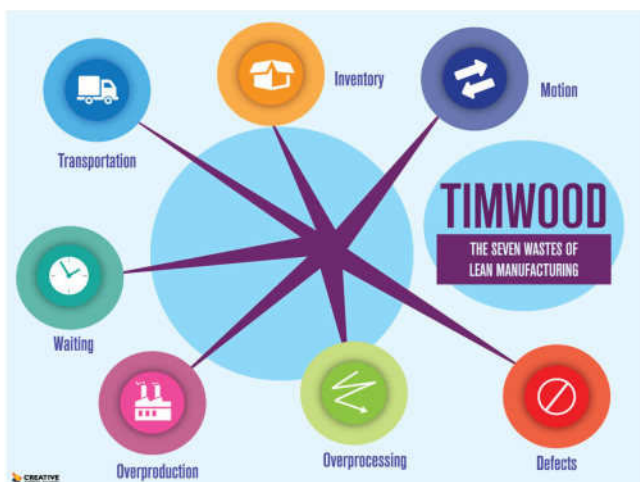 Transportation
Inventory
Motion
TIMWOOD
THE SEVEN WASTES OF
LEAN MANUFACTURING
Waiting
Overproduction
Overprocessing
Defects
CREATIVE